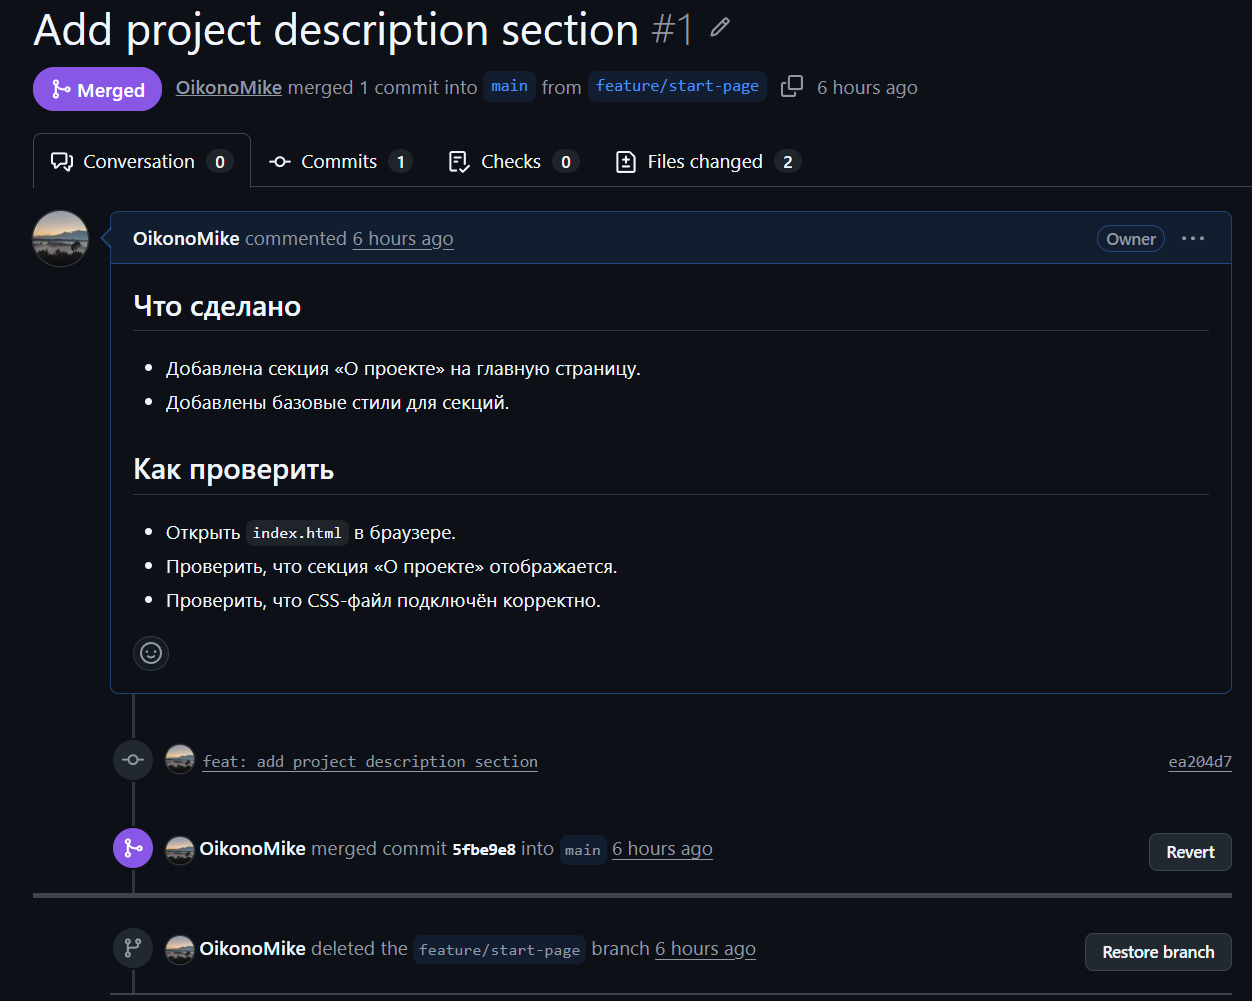 Add project description section #1
Merged OikonoMike merged 1 commit into main from feature/start-page 6 hours ago
Conversation 0 Commits 1 Checks 0 Files changed 2
OikonoMike commented 6 hours ago Owner
Что сделано
Добавлена секция «О проекте» на главную страницу.
Добавлены базовые стили для секций.
Как проверить
Открыть index.html в браузере.
Проверить, что секция «О проекте» отображается.
Проверить, что CSS-файл подключён корректно.
feat: add project description section ea204d7
OikonoMike merged commit 5fbe9e8 into main 6 hours ago Revert
OikonoMike deleted the feature/start-page branch 6 hours ago Restore branch